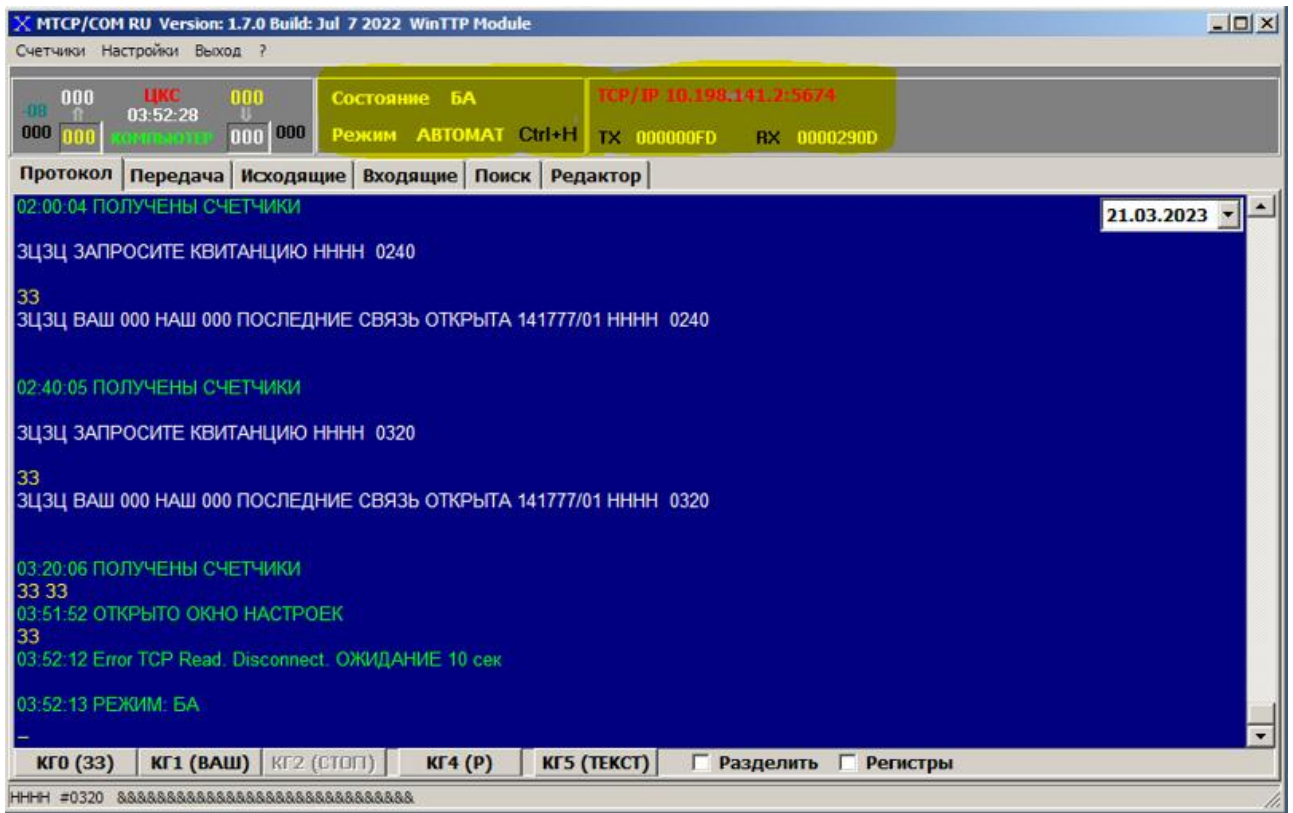 MTCP/COM RU Version: 1.7.0 Build: Jul 7 2022 WinTTP Module
Счетчики Настройки Выход ?
000 ЦКС 000
-08 03:52:28
000 000 КОМПЬЮТЕР 000 000
Состояние БА
Режим АВТОМАТ Ctrl+H
TCP/IP 10.198.141.2:5674
TX 000000FD RX 0000290D
Протокол Передача Исходящие Входящие Поиск Редактор
02:00:04 ПОЛУЧЕНЫ СЧЕТЧИКИ
21.03.2023
ЗЦЗЦ ЗАПРОСИТЕ КВИТАНЦИЮ НННН 0240
ЗЗ
ЗЦЗЦ ВАШ 000 НАШ 000 ПОСЛЕДНИЕ СВЯЗЬ ОТКРЫТА 141777/01 НННН 0240
02:40:05 ПОЛУЧЕНЫ СЧЕТЧИКИ
ЗЦЗЦ ЗАПРОСИТЕ КВИТАНЦИЮ НННН 0320
ЗЗ
ЗЦЗЦ ВАШ 000 НАШ 000 ПОСЛЕДНИЕ СВЯЗЬ ОТКРЫТА 141777/01 НННН 0320
03:20:06 ПОЛУЧЕНЫ СЧЕТЧИКИ
ЗЗ ЗЗ
03:51:52 ОТКРЫТО ОКНО НАСТРОЕК
ЗЗ
03:52:12 Error TCP Read. Disconnect. ОЖИДАНИЕ 10 сек
03:52:13 РЕЖИМ: БА
_
КГ0 (ЗЗ) КГ1 (ВАШ) КГ2 (СТОП) КГ4 (Р) КГ5 (ТЕКСТ) Разделить Регистры
НННН #0320 &&&&&&&&&&&&&&&&&&&&&&&&&&&&&&